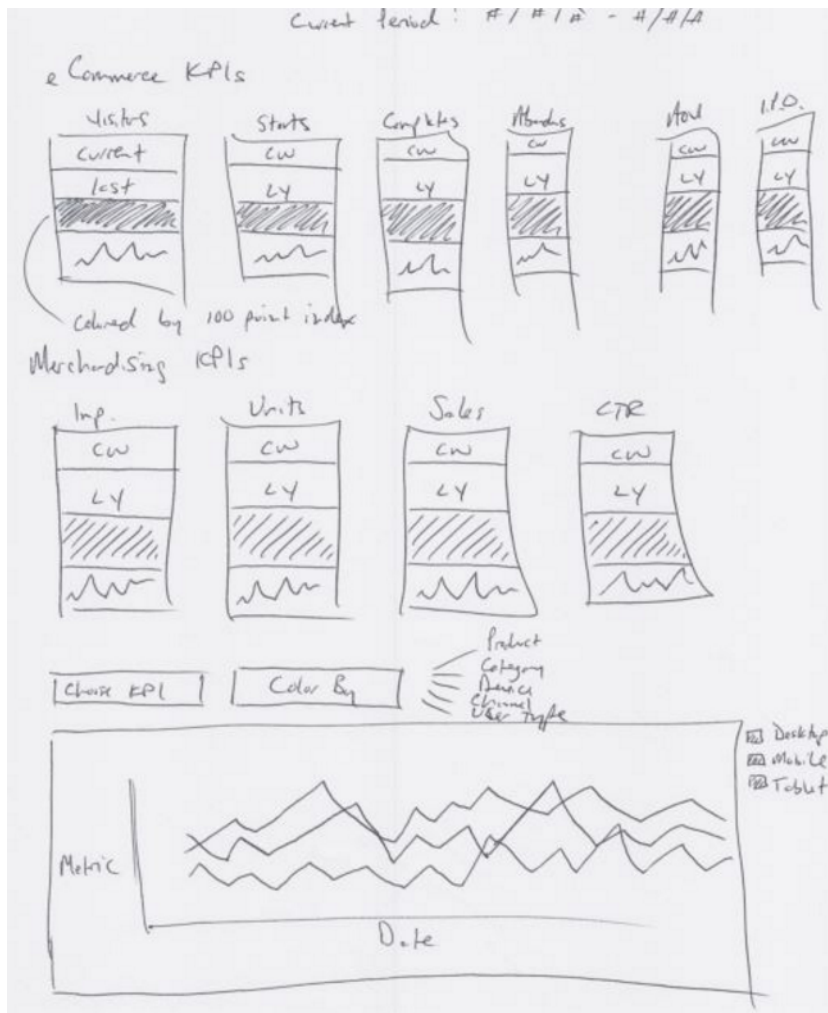 Current Period: #/#/# - #/#/#
eCommerce KPIs
Visitors Starts Completes Abandons I.P.O.
Current CW CW CW CW CW
last LY LY LY LY LY
Colored by 100 point index
Merchandising KPIs
Imp. Units Sales CTR
CW CW CW CW
LY LY LY LY
Choose KPI Color By
Product
Category
Device
Channel
User type
Desktop
Mobile
Tablet
Metric
Date